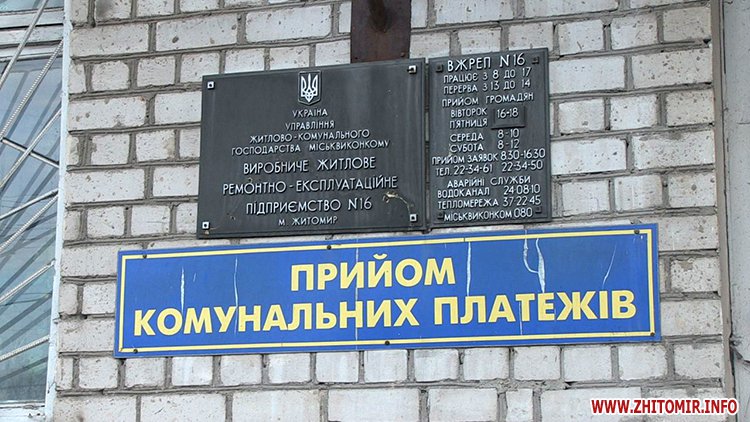 УКРАЇНА
УПРАВЛІННЯ
ЖИТЛОВО-КОМУНАЛЬНОГО
ГОСПОДАРСТВА МІСЬКВИКОНКОМУ
ВИРОБНИЧЕ ЖИТЛОВЕ
РЕМОНТНО-ЕКСПЛУАТАЦІЙНЕ
ПІДПРИЄМСТВО N16
М. ЖИТОМИР
ВЖРЕП N16
ПРАЦЮЄ З 8 ДО 17
ПЕРЕРВА З 13 ДО 14
ПРИЙОМ ГРОМАДЯН
ВІВТОРОК 16-18
П'ЯТНИЦЯ
СЕРЕДА 8-10
СУБОТА 8-12
ПРИЙОМ ЗАЯВОК 8.30-16.30
ТЕЛ. 22-34-61 22-34-50
АВАРІЙНІ СЛУЖБИ
ВОДОКАНАЛ 24 08 10
ТЕПЛОМЕРЕЖА 37 22 45
МІСЬКВИКОНКОМ 080
ПРИЙОМ
КОМУНАЛЬНИХ ПЛАТЕЖІВ
WWW.ZHITOMIR.INFO